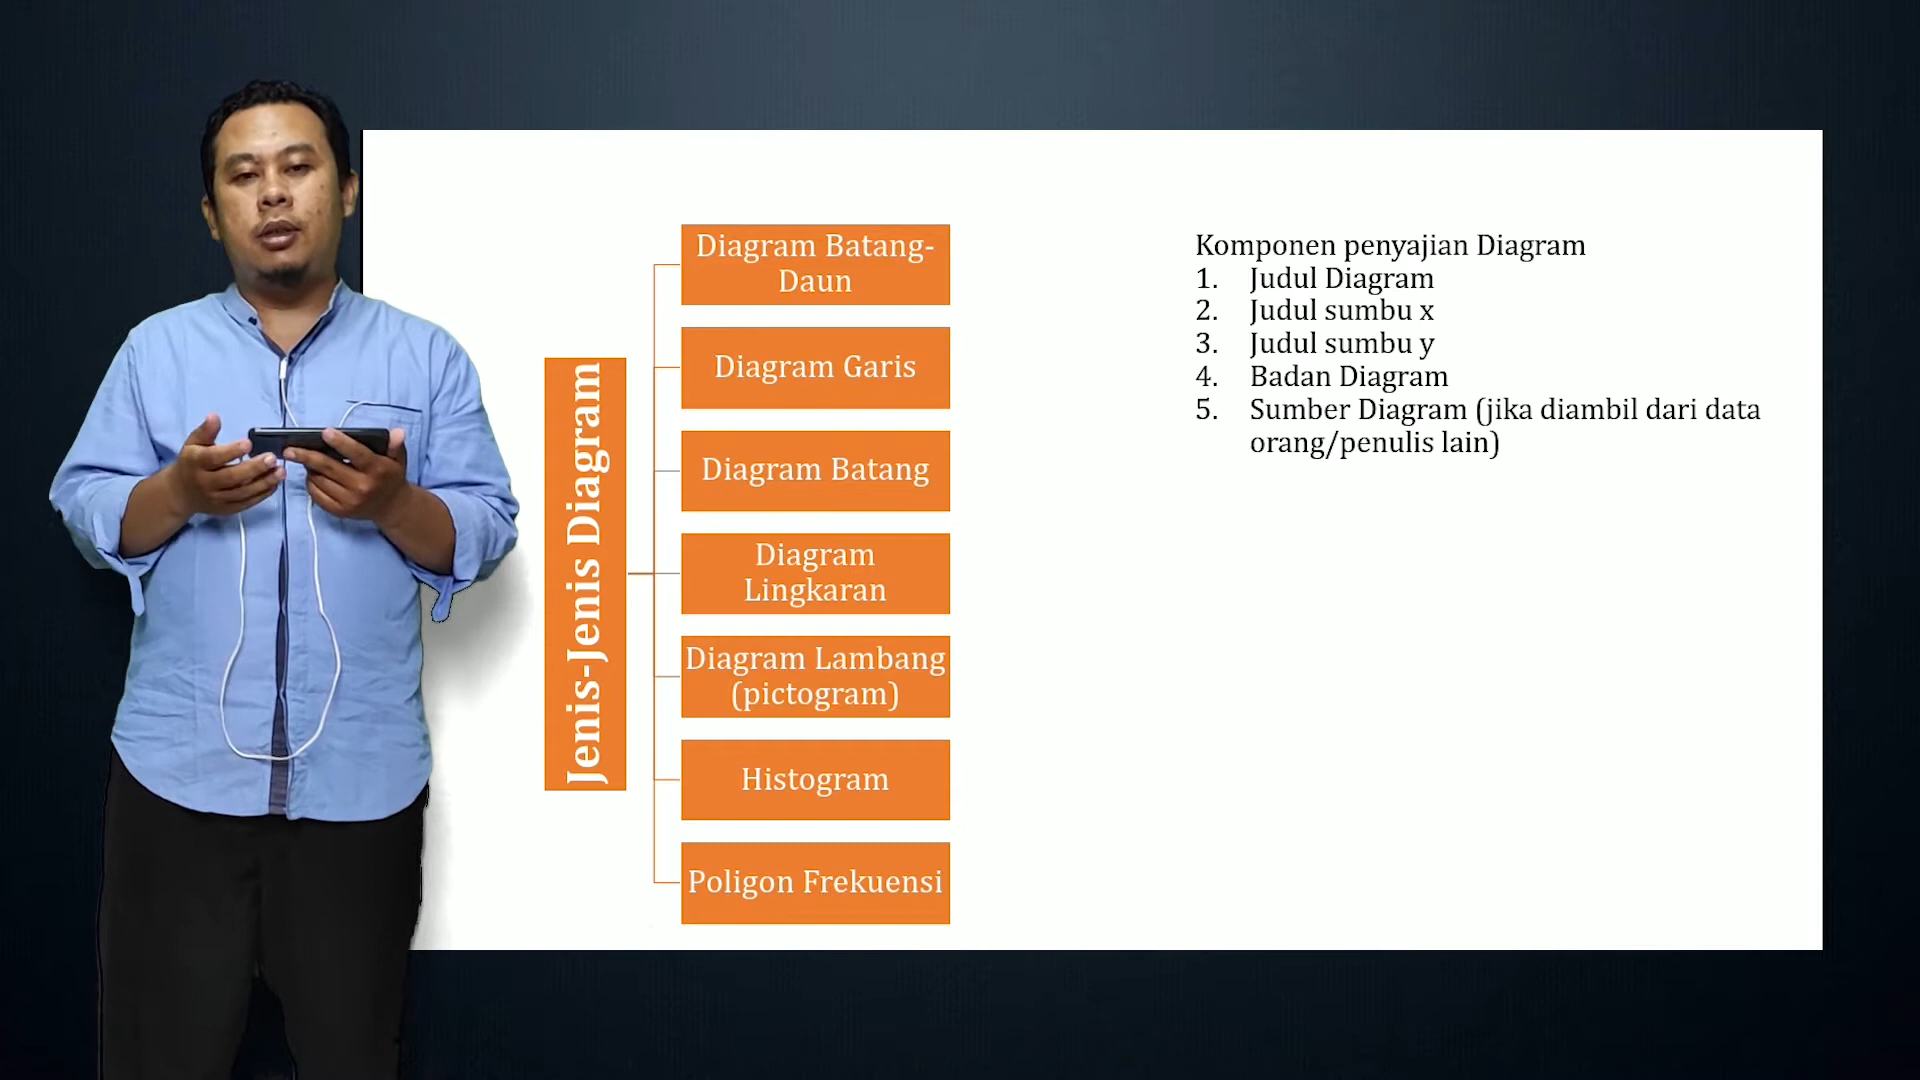 Jenis-Jenis Diagram
Diagram Batang-
Daun
Diagram Garis
Diagram Batang
Diagram
Lingkaran
Diagram Lambang
(pictogram)
Histogram
Poligon Frekuensi
Komponen penyajian Diagram
1. Judul Diagram
2. Judul sumbu x
3. Judul sumbu y
4. Badan Diagram
5. Sumber Diagram (jika diambil dari data
orang/penulis lain)